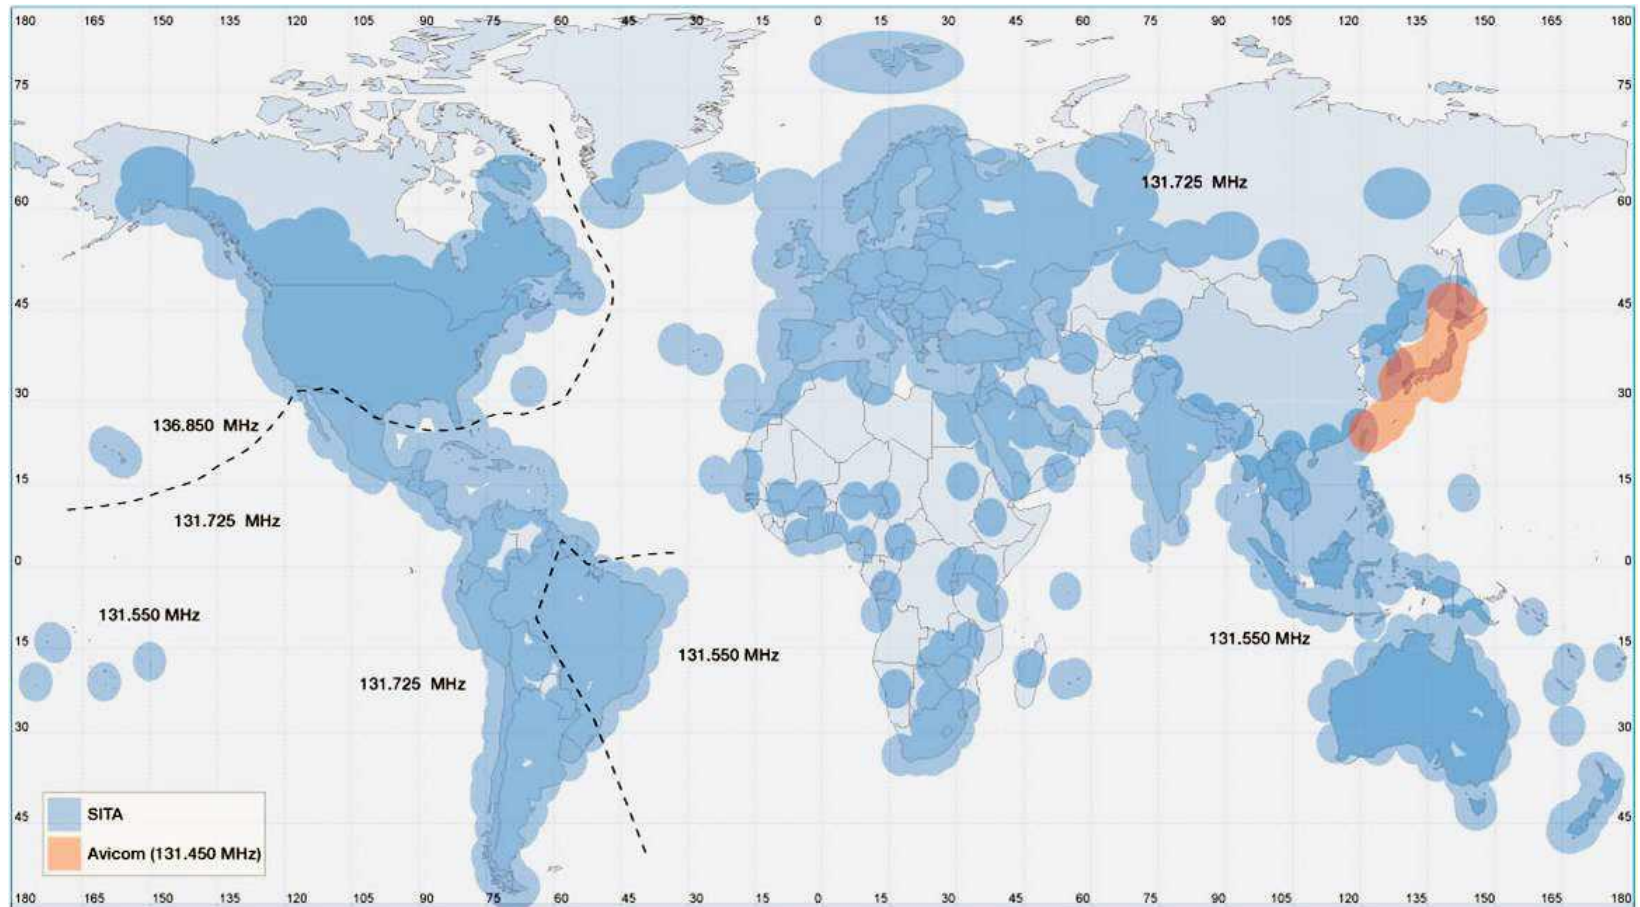 180 165 150 135 120 105 90 75 60 45 30 15 0 15 30 45 60 75 90 105 120 135 150 165 180
75 75
131.725 MHz
60 60
45 45
30 30
136.850 MHz
15 15
131.725 MHz
0 0
131.550 MHz
131.550 MHz
15 15
131.550 MHz
131.725 MHz
30 30
SITA
45 45
Avicom (131.450 MHz)
180 165 150 135 120 105 90 75 60 45 30 15 0 15 30 45 60 75 90 105 120 135 150 165 180